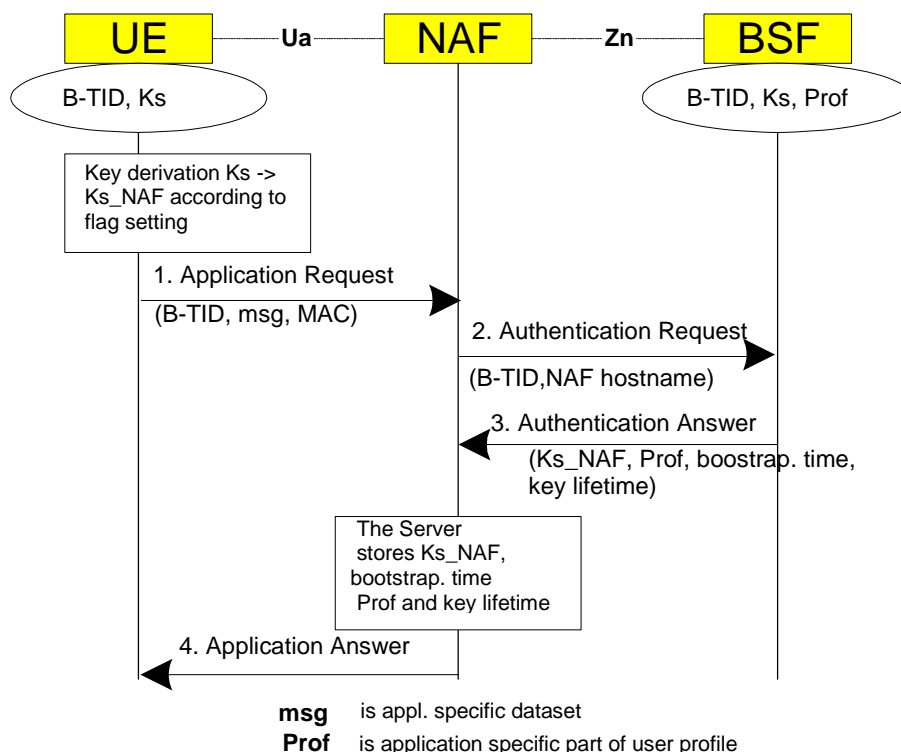 UE Ua NAF Zn BSF
B-TID, Ks
B-TID, Ks, Prof
Key derivation Ks ->
Ks_NAF according to
flag setting
1. Application Request
(B-TID, msg, MAC)
2. Authentication Request
(B-TID,NAF hostname)
3. Authentication Answer
(Ks_NAF, Prof, boostrap. time,
key lifetime)
The Server
stores Ks_NAF,
bootstrap. time
Prof and key lifetime
4. Application Answer
msg is appl. specific dataset
Prof is application specific part of user profile